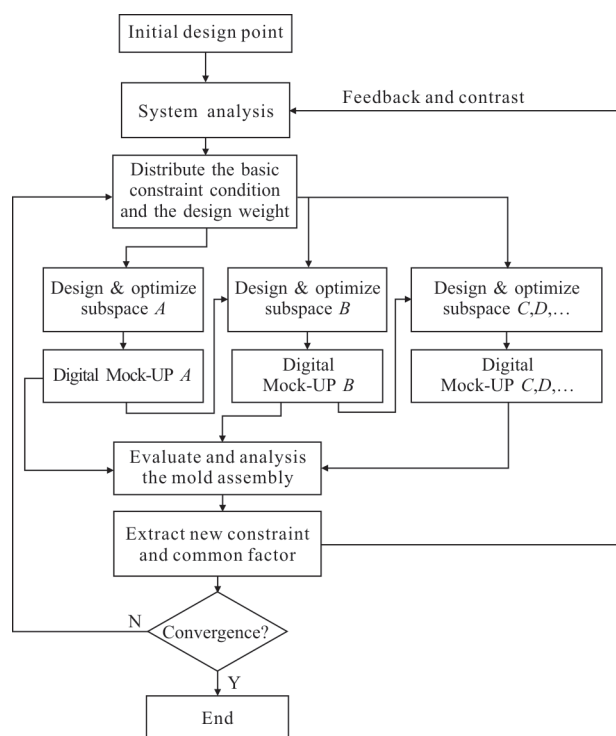 Initial design point
System analysis
Feedback and contrast
Distribute the basic
constraint condition
and the design weight
Design & optimize
subspace A
Design & optimize
subspace B
Design & optimize
subspace C,D,...
Digital Mock-UP A
Digital
Mock-UP B
Digital
Mock-UP C,D,...
Evaluate and analysis
the mold assembly
Extract new constraint
and common factor
N
Convergence?
Y
End